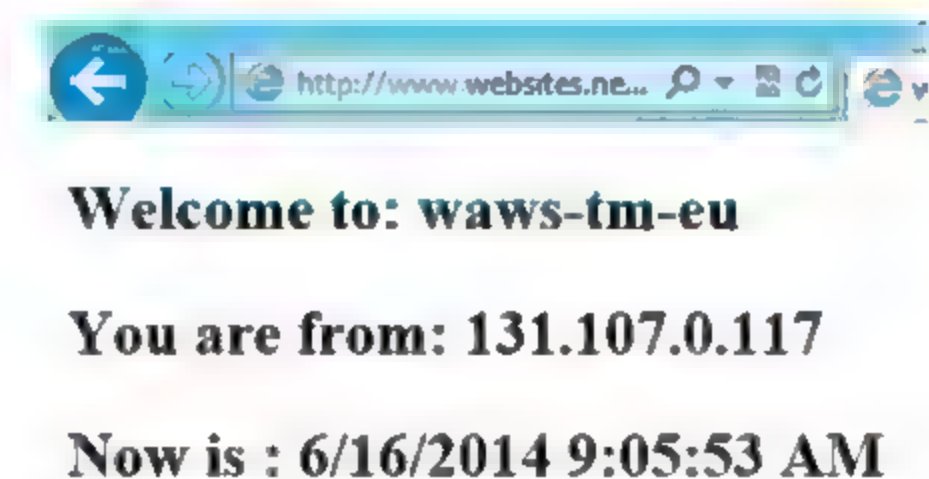 http://www.websites.ne...
Welcome to: waws-tm-eu
You are from: 131.107.0.117
Now is : 6/16/2014 9:05:53 AM